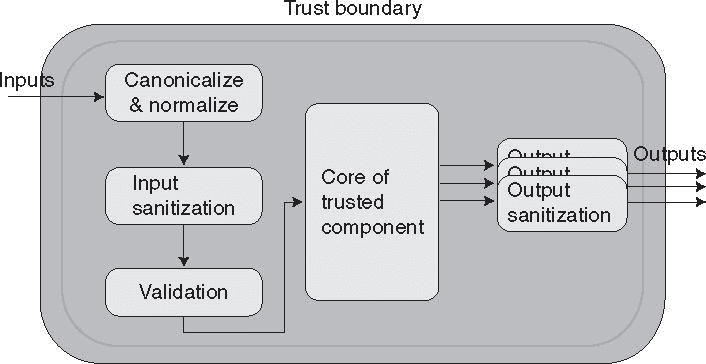 Trust boundary
Inputs
Canonicalize
& normalize
Input
sanitization
Validation
Core of
trusted
component
Output
Output
Output
sanitization
Outputs